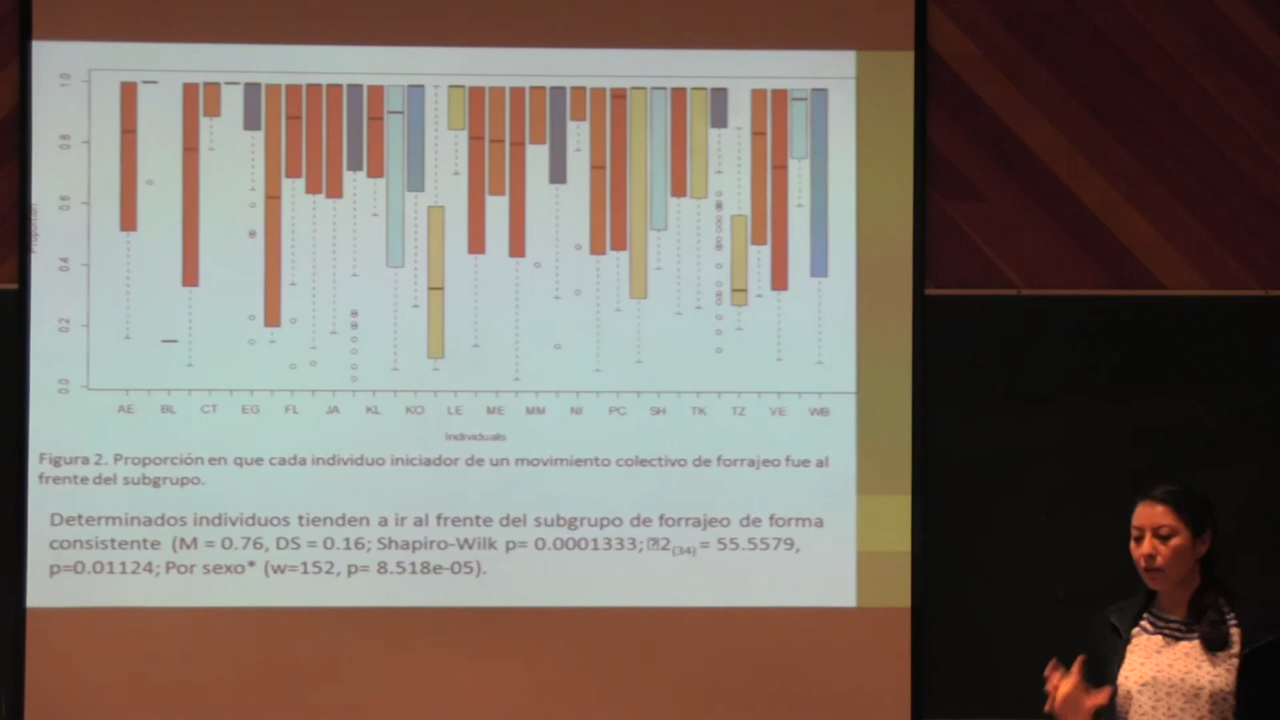 1.0
0.8
0.6
0.4
0.2
0.0
Proportion
AE BL CT EG FL JA KL KO LE ME MM NI PC SH TK TZ VE WB
Individuals
Figura 2. Proporción en que cada individuo iniciador de un movimiento colectivo de forrajeo fue al
frente del subgrupo.
Determinados individuos tienden a ir al frente del subgrupo de forrajeo de forma
consistente (M = 0.76, DS = 0.16; Shapiro-Wilk p= 0.0001333; 2(34) = 55.5579,
p=0.01124; Por sexo* (w=152, p= 8.518e-05).